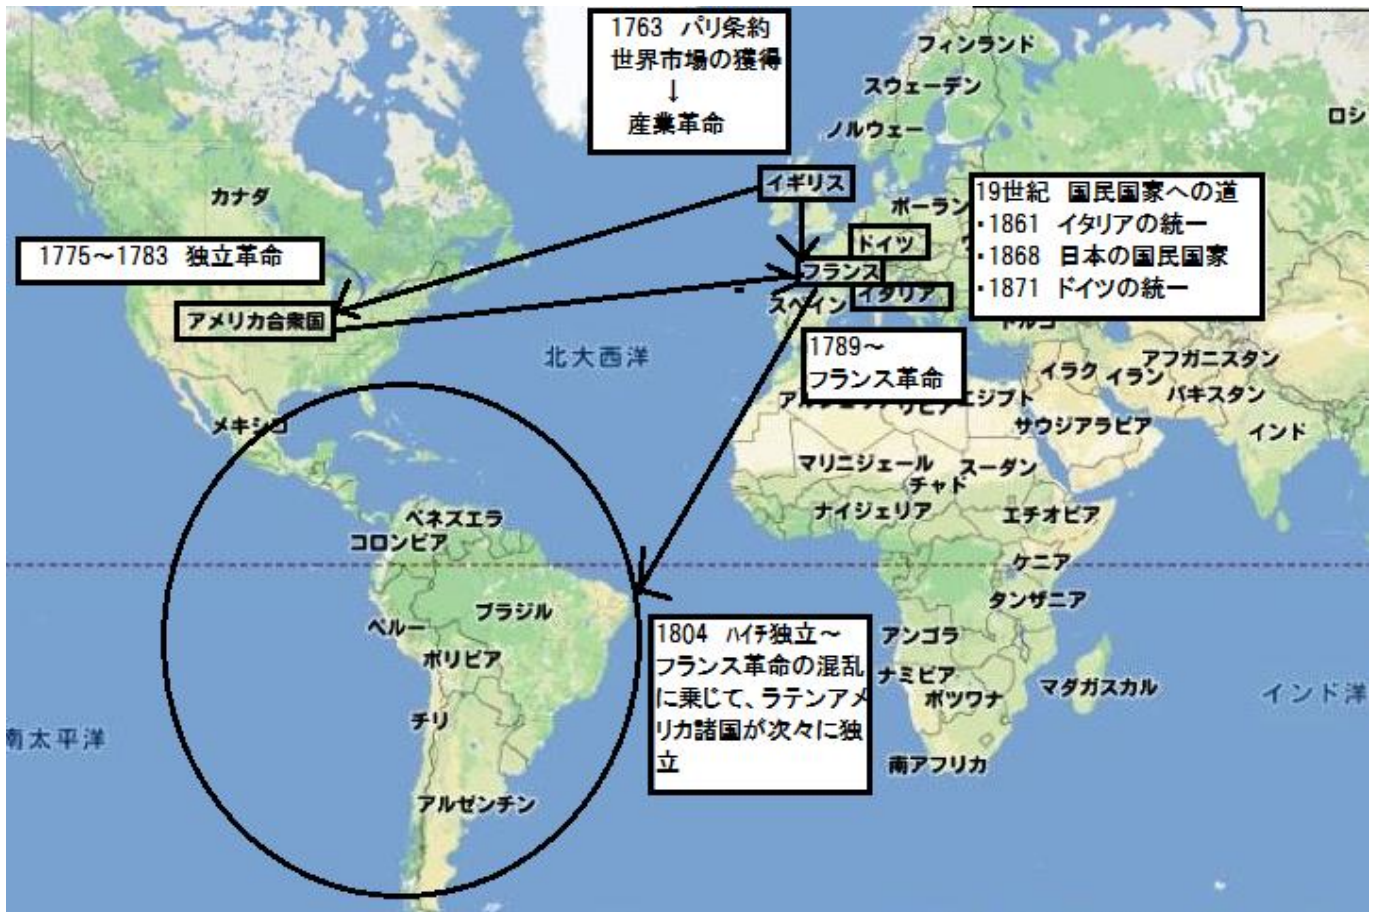 1763 パリ条約
世界市場の獲得
↓
産業革命
フィンランド
スウェーデン
ノルウェー
ロシ
イギリス
カナダ
ポーラン
19世紀 国民国家への道
・1861 イタリアの統一
・1868 日本の国民国家
・1871 ドイツの統一
1775～1783 独立革命
ドイツ
フランス
イタリア
スペイン
アメリカ合衆国
トルコ
北大西洋
1789～
フランス革命
イラク
イラン
アフガニスタン
パキスタン
エジプト
サウジアラビア
インド
メキシコ
マリ
ニジェール
チャド
スーダン
ナイジェリア
エチオピア
ベネズエラ
コロンビア
ケニア
タンザニア
ブラジル
ペルー
ボリビア
1804 ハイチ独立～
フランス革命の混乱
に乗じて、ラテンアメ
リカ諸国が次々に独
立
アンゴラ
ナミビア
ボツワナ
マダガスカル
インド洋
チリ
南太平洋
南アフリカ
アルゼンチン